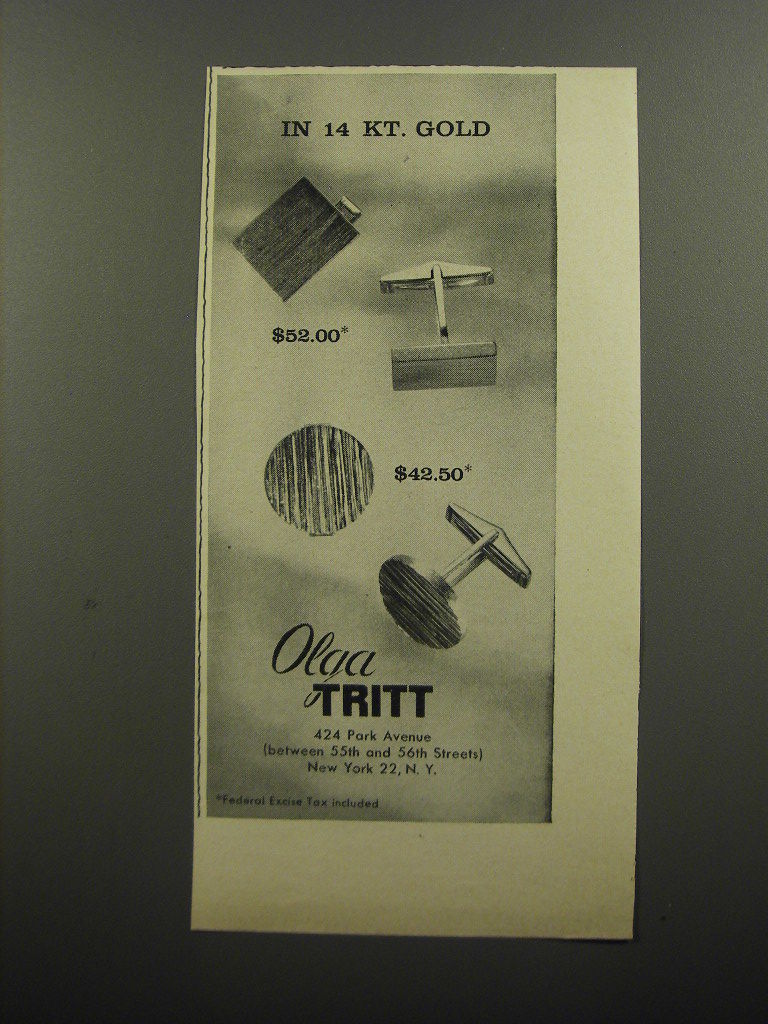 IN 14 KT. GOLD
$52.00*
$42.50*
Olga
TRITT
424 Park Avenue
(between 55th and 56th Streets)
New York 22, N. Y.
*Federal Excise Tax included